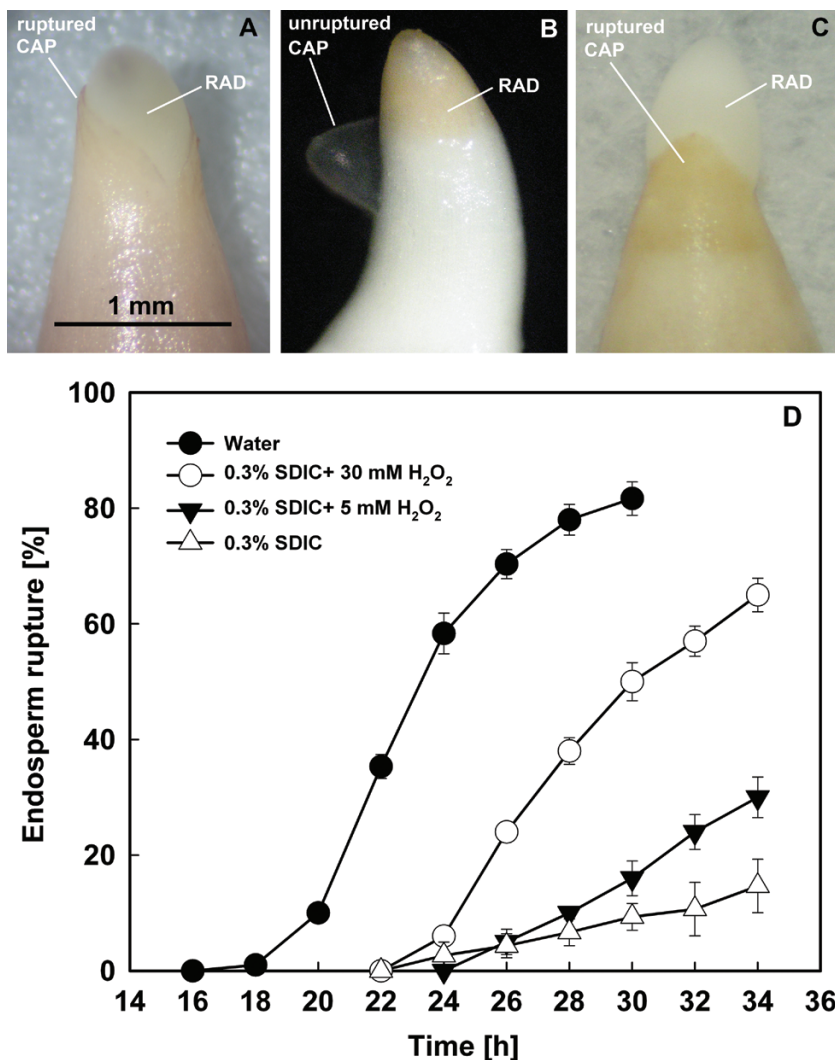 ruptured
CAP
A
RAD
1 mm
unruptured
CAP
B
RAD
ruptured
CAP
C
RAD
D
Water
0.3% SDIC+ 30 mM H₂O₂
0.3% SDIC+ 5 mM H₂O₂
0.3% SDIC
Endosperm rupture [%]
100
80
60
40
20
0
14 16 18 20 22 24 26 28 30 32 34 36
Time [h]